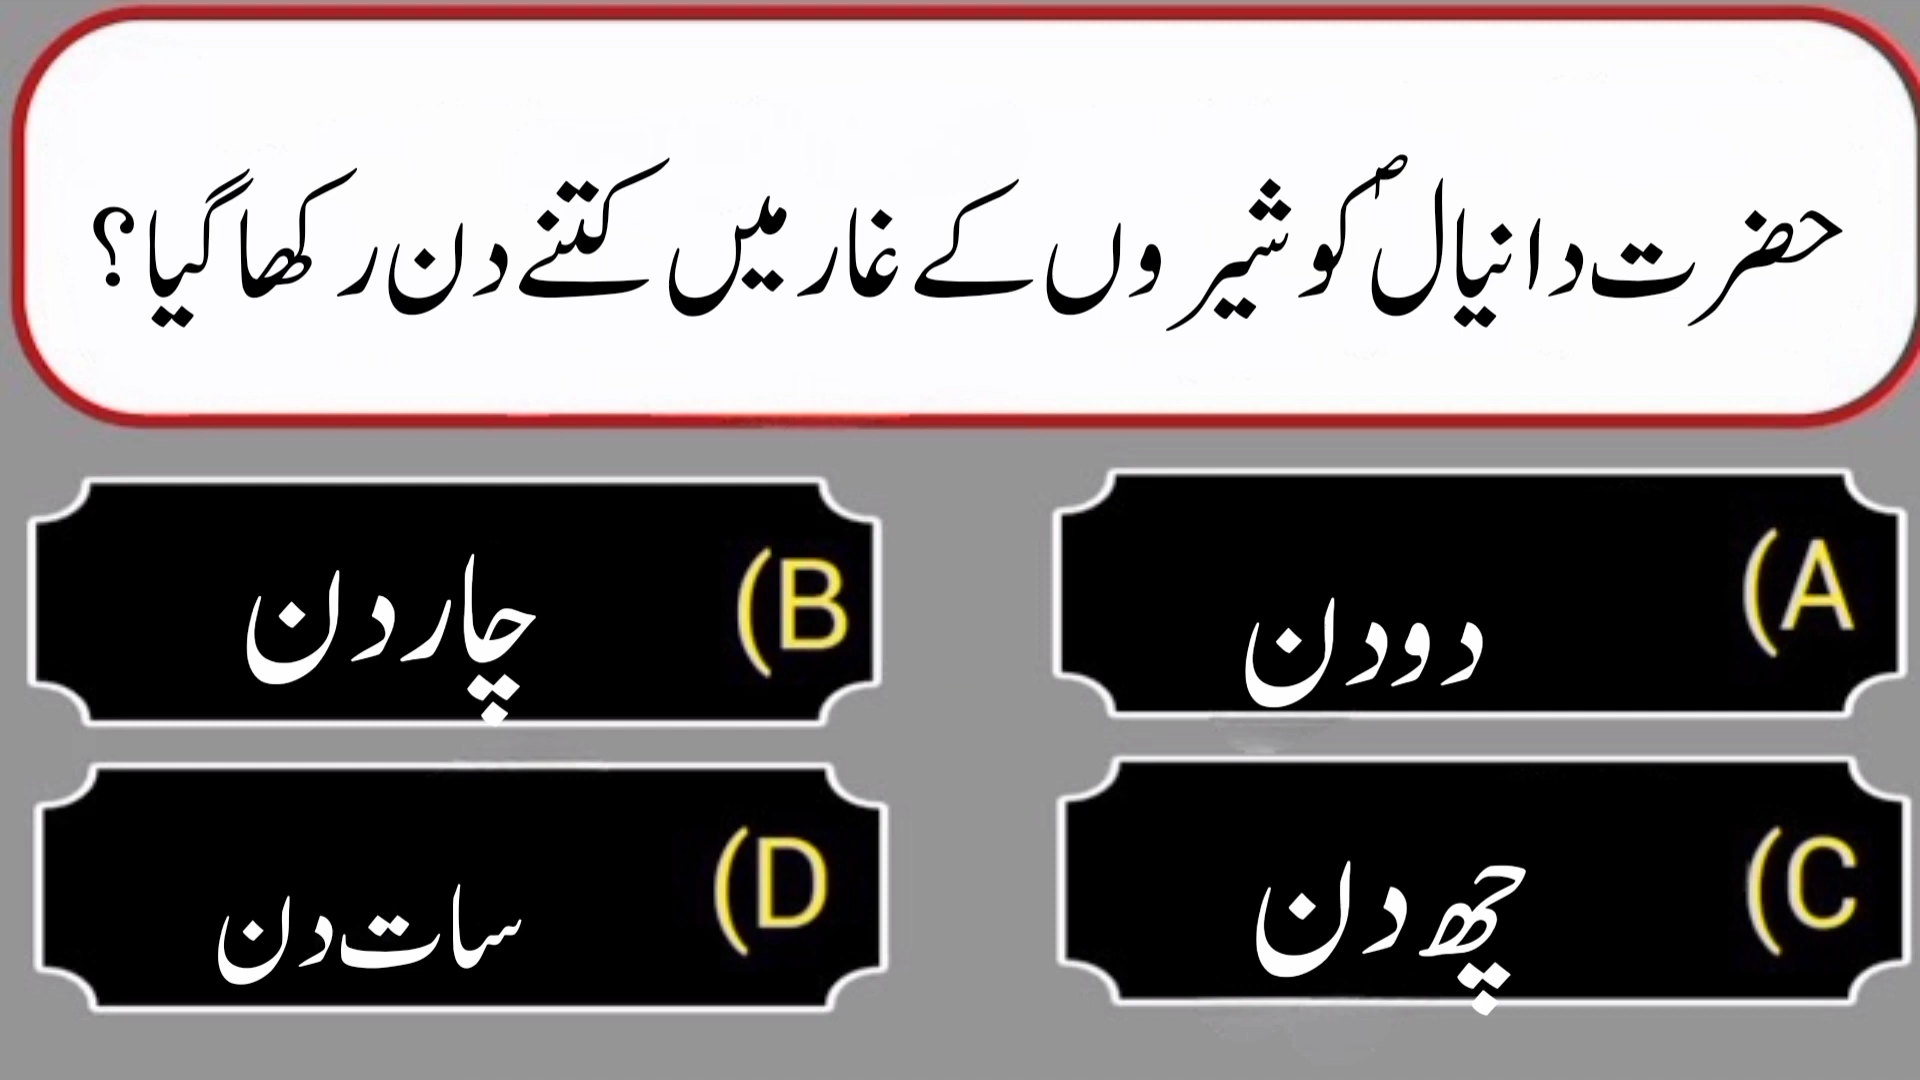 حضرت دانیالؐ کو شیروں کے غار میں کتنے دن رکھا گیا؟
(A دو دن
(B چار دن
(C چھ دن
(D سات دن